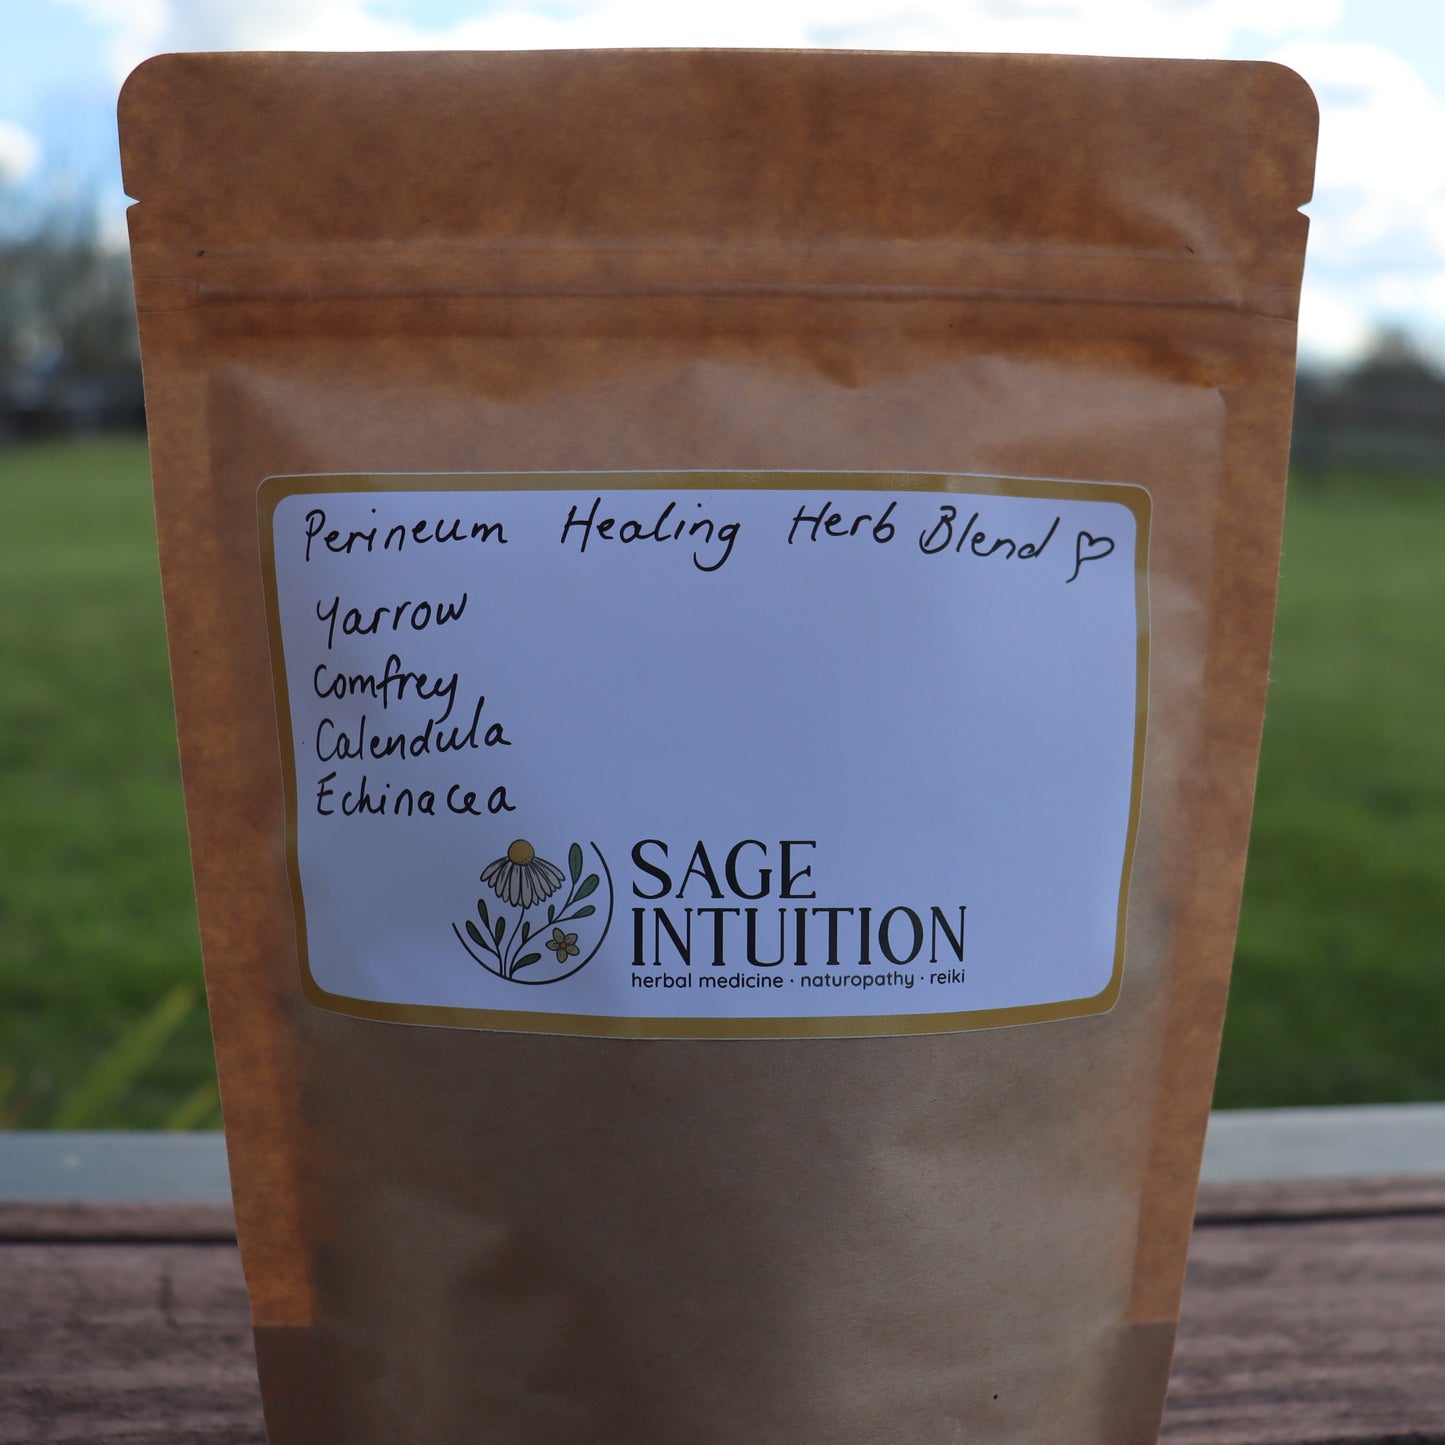 Perineum Healing Herb Blend
Yarrow
Comfrey
Calendula
Echinacea
SAGE
INTUITION
herbal medicine · naturopathy · reiki